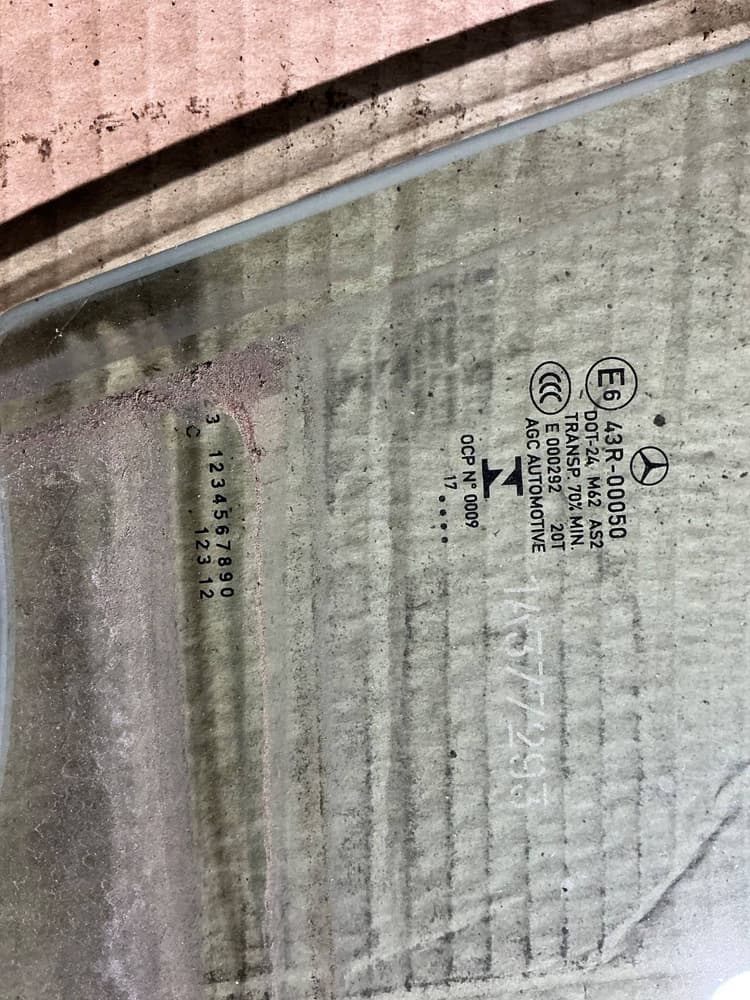 E6 43R-00050
DOT-24 M62 AS2
TRANSP. 70% MIN.
CCC E 000292 20T
AGC AUTOMOTIVE
N
OCP N° 0009
17 ....
3 1234567890
C 123 12